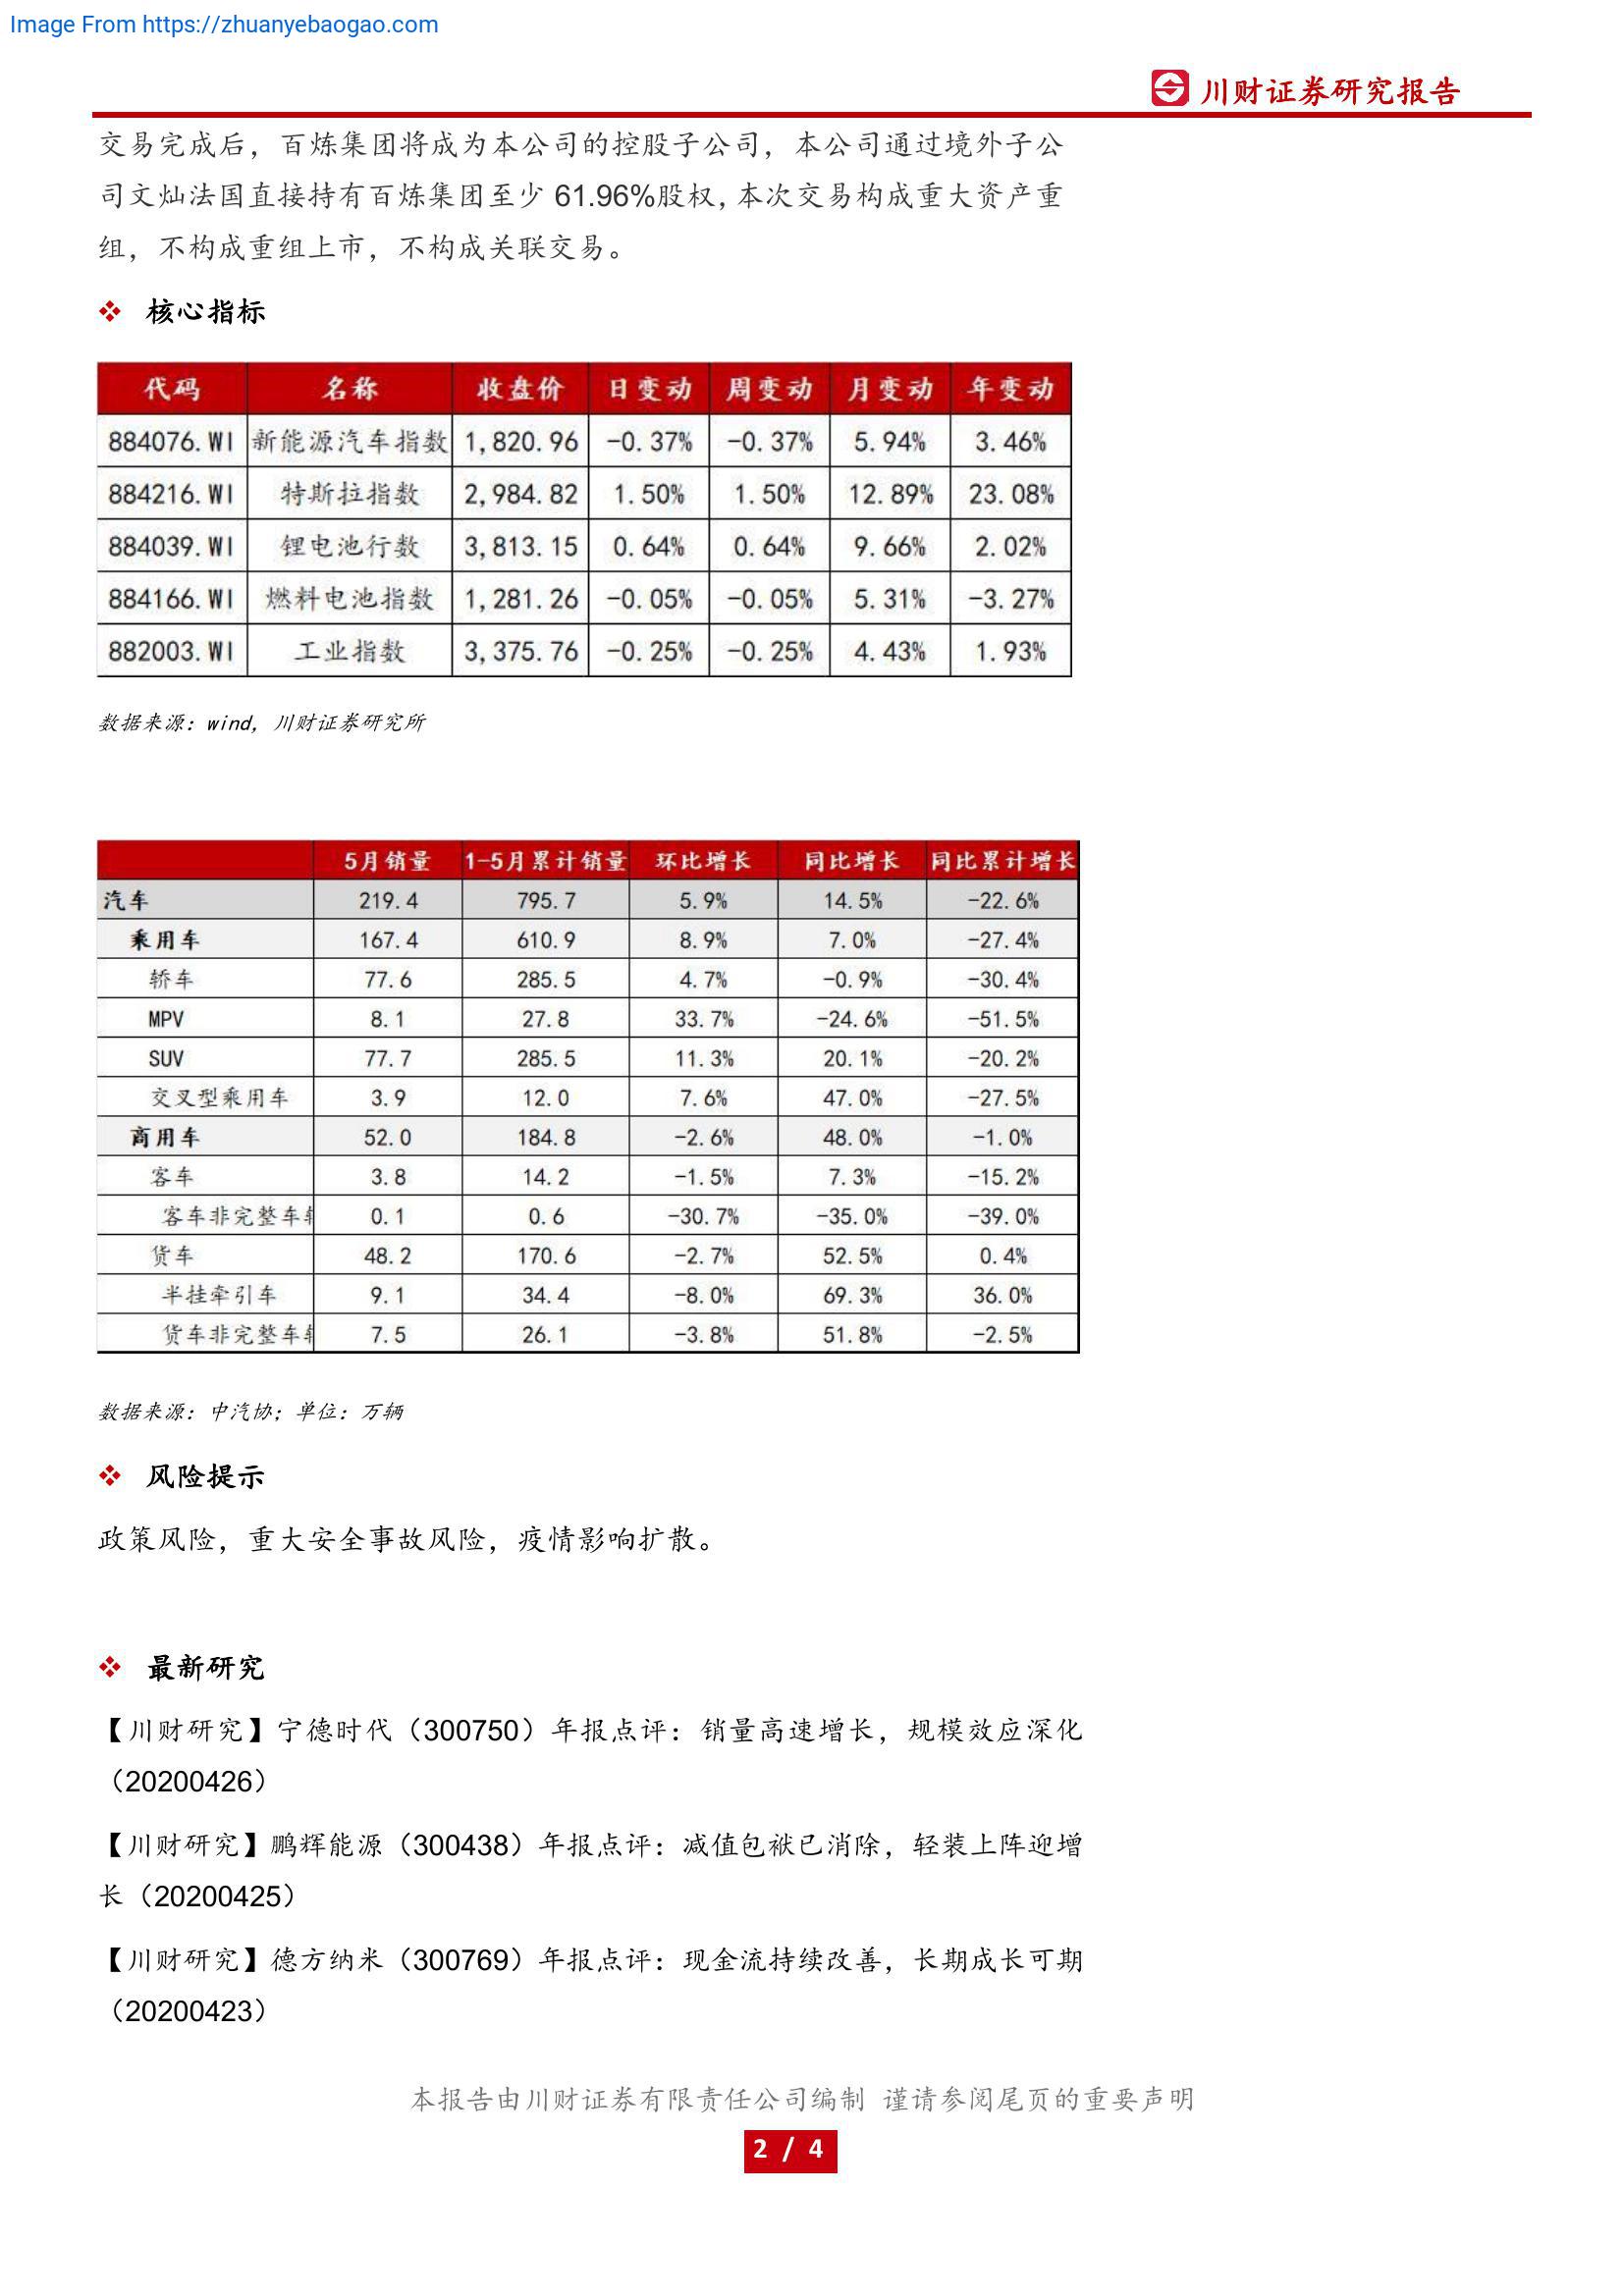 Image From https://zhuanyebaogao.com
川财证券研究报告
交易完成后，百炼集团将成为本公司的控股子公司，本公司通过境外子公
司文灿法国直接持有百炼集团至少 61.96%股权，本次交易构成重大资产重
组，不构成重组上市，不构成关联交易。
❖ 核心指标
代码 名称 收盘价 日变动 周变动 月变动 年变动
884076.WI 新能源汽车指数 1,820.96 -0.37% -0.37% 5.94% 3.46%
884216.WI 特斯拉指数 2,984.82 1.50% 1.50% 12.89% 23.08%
884039.WI 锂电池行数 3,813.15 0.64% 0.64% 9.66% 2.02%
884166.WI 燃料电池指数 1,281.26 -0.05% -0.05% 5.31% -3.27%
882003.WI 工业指数 3,375.76 -0.25% -0.25% 4.43% 1.93%
数据来源：wind，川财证券研究所
5月销量 1-5月累计销量 环比增长 同比增长 同比累计增长
汽车 219.4 795.7 5.9% 14.5% -22.6%
乘用车 167.4 610.9 8.9% 7.0% -27.4%
轿车 77.6 285.5 4.7% -0.9% -30.4%
MPV 8.1 27.8 33.7% -24.6% -51.5%
SUV 77.7 285.5 11.3% 20.1% -20.2%
交叉型乘用车 3.9 12.0 7.6% 47.0% -27.5%
商用车 52.0 184.8 -2.6% 48.0% -1.0%
客车 3.8 14.2 -1.5% 7.3% -15.2%
客车非完整车 0.1 0.6 -30.7% -35.0% -39.0%
货车 48.2 170.6 -2.7% 52.5% 0.4%
半挂牵引车 9.1 34.4 -8.0% 69.3% 36.0%
货车非完整车 7.5 26.1 -3.8% 51.8% -2.5%
数据来源：中汽协；单位：万辆
❖ 风险提示
政策风险，重大安全事故风险，疫情影响扩散。
❖ 最新研究
【川财研究】宁德时代（300750）年报点评：销量高速增长，规模效应深化
（20200426）
【川财研究】鹏辉能源（300438）年报点评：减值包袱已消除，轻装上阵迎增
长（20200425）
【川财研究】德方纳米（300769）年报点评：现金流持续改善，长期成长可期
（20200423）
本报告由川财证券有限责任公司编制 谨请参阅尾页的重要声明
2 / 4